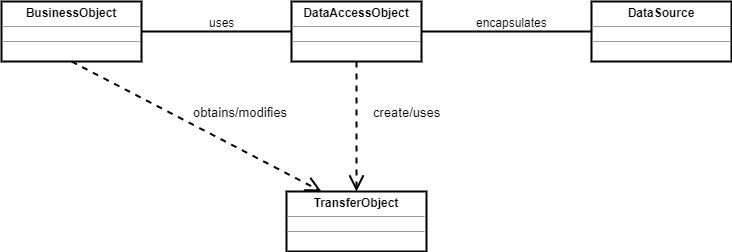 BusinessObject
uses
DataAccessObject
encapsulates
DataSource
obtains/modifies
create/uses
TransferObject